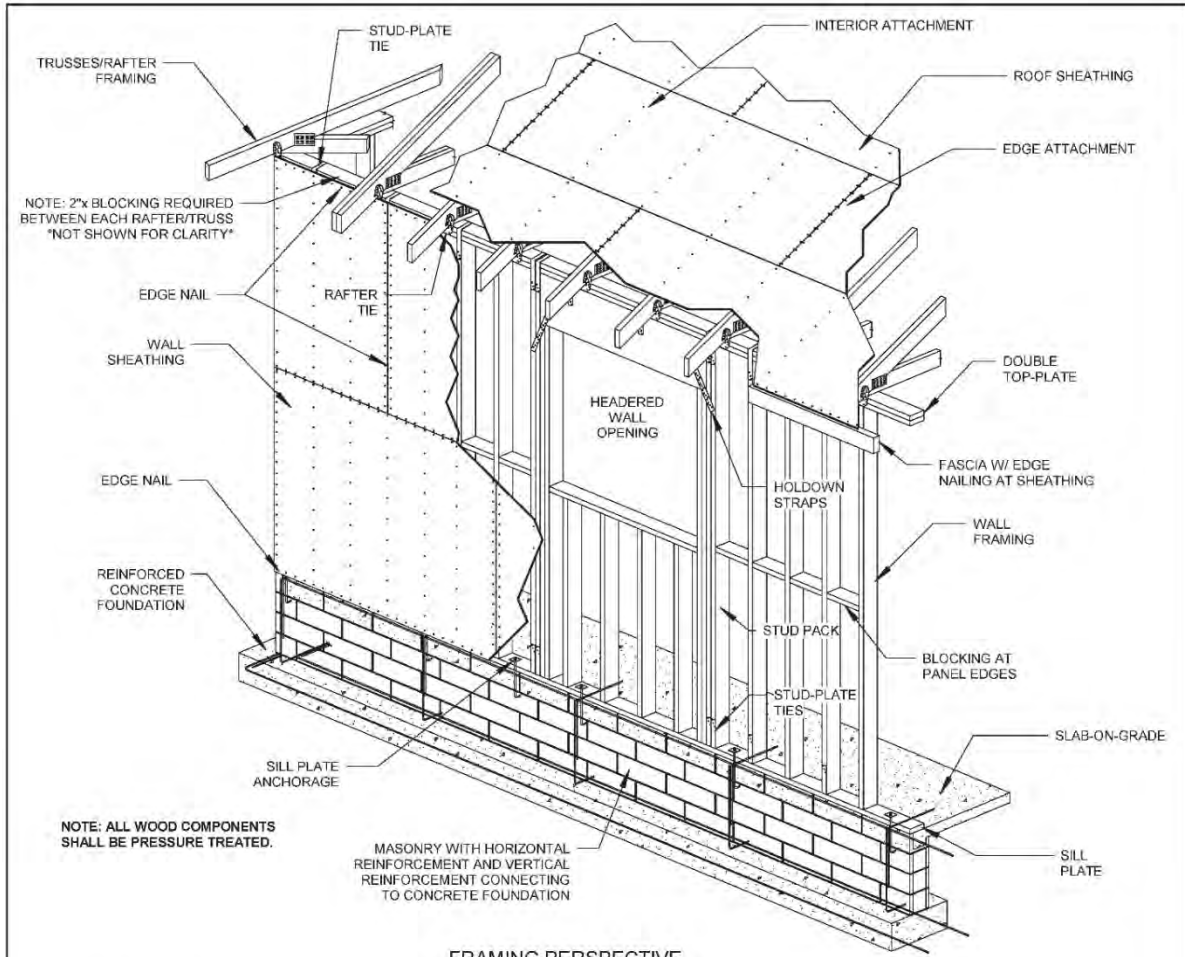 STUD-PLATE
TIE
INTERIOR ATTACHMENT
TRUSSES/RAFTER
FRAMING
ROOF SHEATHING
EDGE ATTACHMENT
NOTE: 2"x BLOCKING REQUIRED
BETWEEN EACH RAFTER/TRUSS
*NOT SHOWN FOR CLARITY*
EDGE NAIL
RAFTER
TIE
WALL
SHEATHING
DOUBLE
TOP-PLATE
HEADERED
WALL
OPENING
FASCIA W/ EDGE
NAILING AT SHEATHING
EDGE NAIL
HOLDOWN
STRAPS
WALL
FRAMING
REINFORCED
CONCRETE
FOUNDATION
STUD PACK
BLOCKING AT
PANEL EDGES
STUD-PLATE
TIES
SLAB-ON-GRADE
SILL PLATE
ANCHORAGE
NOTE: ALL WOOD COMPONENTS
SHALL BE PRESSURE TREATED.
MASONRY WITH HORIZONTAL
REINFORCEMENT AND VERTICAL
REINFORCEMENT CONNECTING
TO CONCRETE FOUNDATION
SILL
PLATE
FRAMING PERSPECTIVE